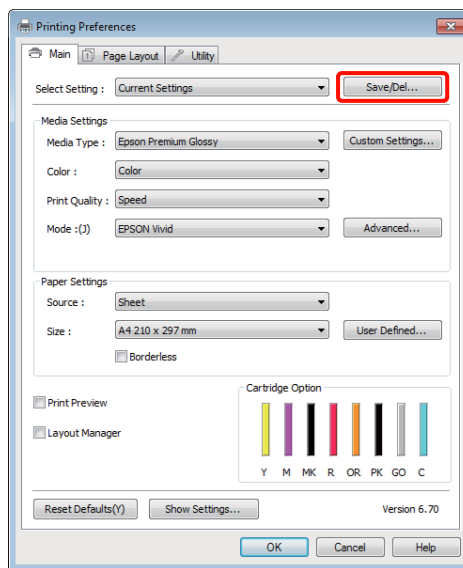 Printing Preferences
Main Page Layout Utility
Select Setting : Current Settings Save/Del...
Media Settings
Media Type : Epson Premium Glossy Custom Settings...
Color : Color
Print Quality : Speed
Mode :(J) EPSON Vivid Advanced...
Paper Settings
Source : Sheet
Size : A4 210 x 297 mm User Defined...
Borderless
Print Preview
Layout Manager
Cartridge Option
Y M MK R OR PK GO C
Reset Defaults(Y) Show Settings... Version 6.70
OK Cancel Help